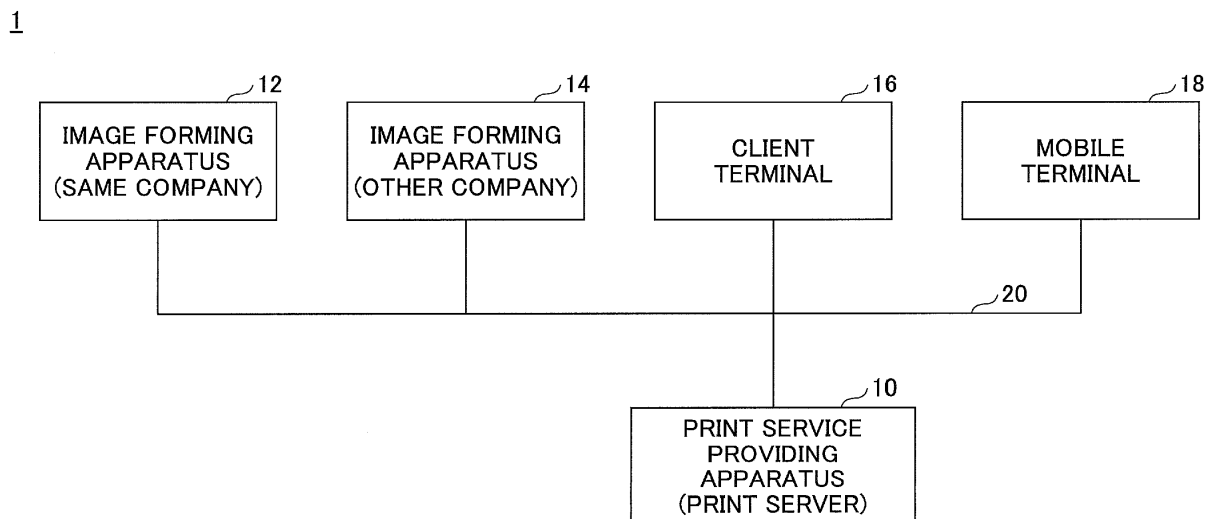 1
12
14
16
18
IMAGE FORMING
APPARATUS
(SAME COMPANY)
IMAGE FORMING
APPARATUS
(OTHER COMPANY)
CLIENT
TERMINAL
MOBILE
TERMINAL
20
10
PRINT SERVICE
PROVIDING
APPARATUS
(PRINT SERVER)